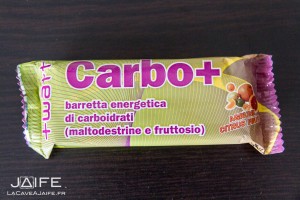 Carbo+
+watt
barretta energetica
di carboidrati
(maltodestrine e fruttosio)
JAIFE
LaCaveAJaife.fr